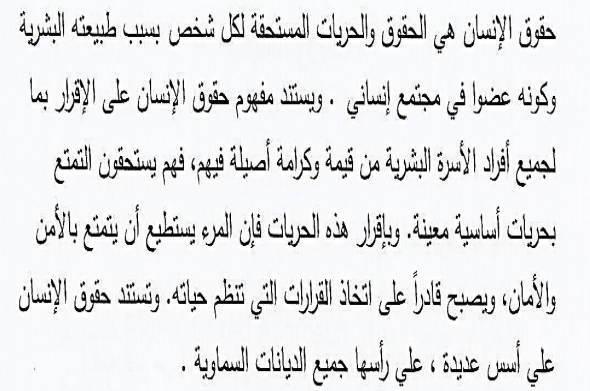 حقوق الإنسان هي الحقوق والحريات المستحقة لكل شخص بسبب طبيعته البشرية
وكونه عضوا في مجتمع إنساني . ويستند مفهوم حقوق الإنسان على الإقرار بما
لجميع أفراد الأسرة البشرية من قيمة وكرامة أصيلة فيهم، فهم يستحقون التمتع
بحريات أساسية معينة. وبإقرار هذه الحريات فإن المرء يستطيع أن يتمتع بالأمن
والأمان، ويصبح قادراً على اتخاذ القرارات التي تنظم حياته. وتستند حقوق الإنسان
علي أسس عديدة ، علي رأسها جميع الديانات السماوية .